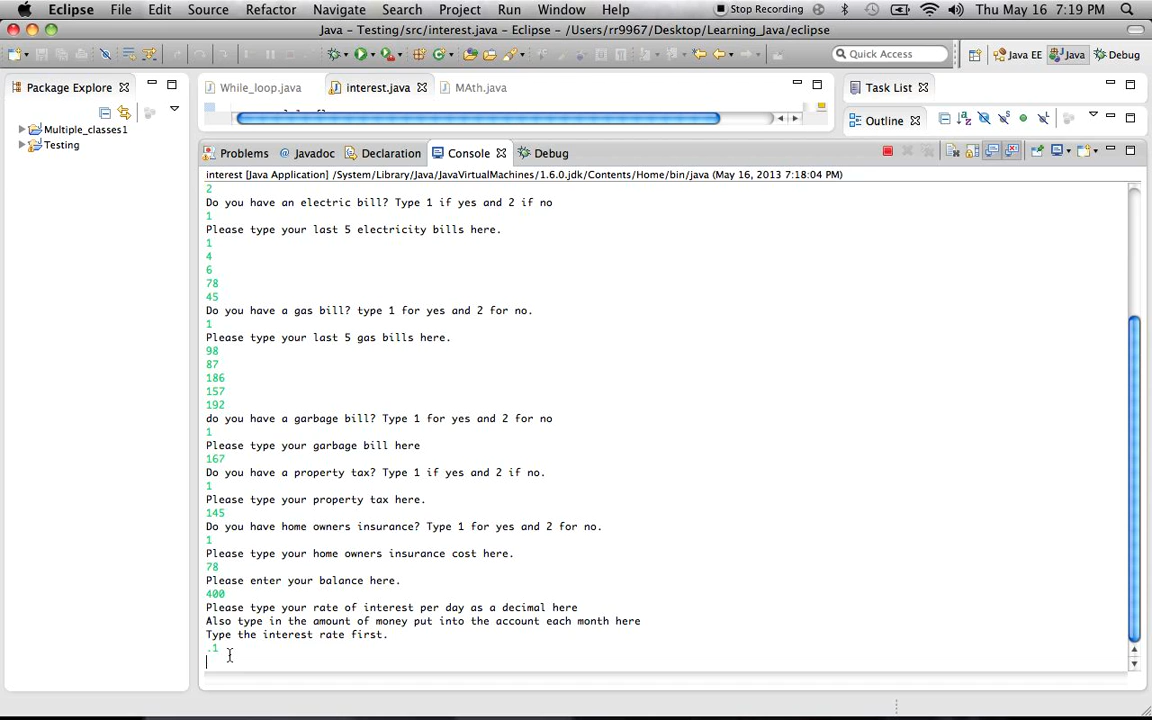 Eclipse File Edit Source Refactor Navigate Search Project Run Window Help Stop Recording Thu May 16 7:19 PM
Java - Testing/src/interest.java - Eclipse - /Users/rr9967/Desktop/Learning_Java/eclipse
Quick Access Java EE Java Debug
Package Explorer While_loop.java interest.java MAth.java Task List
Outline
Multiple_classes1
Testing
Problems Javadoc Declaration Console Debug
interest [Java Application] /System/Library/Java/JavaVirtualMachines/1.6.0.jdk/Contents/Home/bin/java (May 16, 2013 7:18:04 PM)
2
Do you have an electric bill? Type 1 if yes and 2 if no
1
Please type your last 5 electricity bills here.
1
4
6
78
45
Do you have a gas bill? type 1 for yes and 2 for no.
1
Please type your last 5 gas bills here.
98
87
186
157
192
do you have a garbage bill? Type 1 for yes and 2 for no
1
Please type your garbage bill here
167
Do you have a property tax? Type 1 if yes and 2 if no.
1
Please type your property tax here.
145
Do you have home owners insurance? Type 1 for yes and 2 for no.
1
Please type your home owners insurance cost here.
78
Please enter your balance here.
400
Please type your rate of interest per day as a decimal here
Also type in the amount of money put into the account each month here
Type the interest rate first.
.1